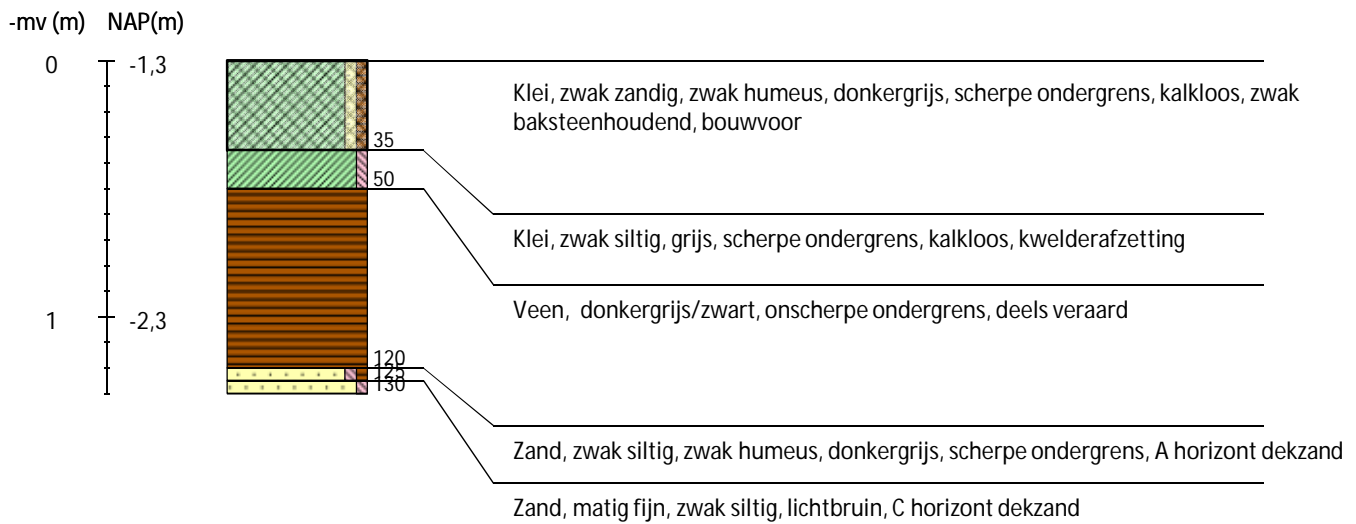 -mv (m) NAP(m)
0 -1,3
Klei, zwak zandig, zwak humeus, donkergrijs, scherpe ondergrens, kalkloos, zwak
baksteenhoudend, bouwvoor
35
50
Klei, zwak siltig, grijs, scherpe ondergrens, kalkloos, kwelderafzetting
Veen, donkergrijs/zwart, onscherpe ondergrens, deels veraard
1 -2,3
120
125
130
Zand, zwak siltig, zwak humeus, donkergrijs, scherpe ondergrens, A horizont dekzand
Zand, matig fijn, zwak siltig, lichtbruin, C horizont dekzand